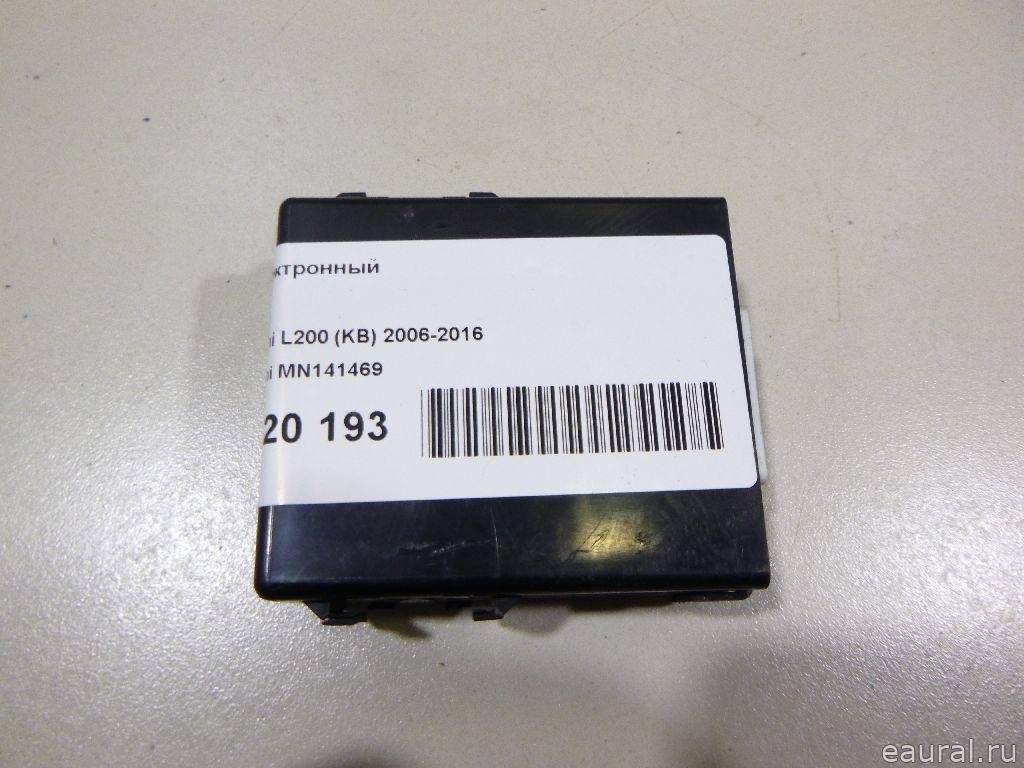 ктронный
i L200 (KB) 2006-2016
i MN141469
20 193
eaural.ru